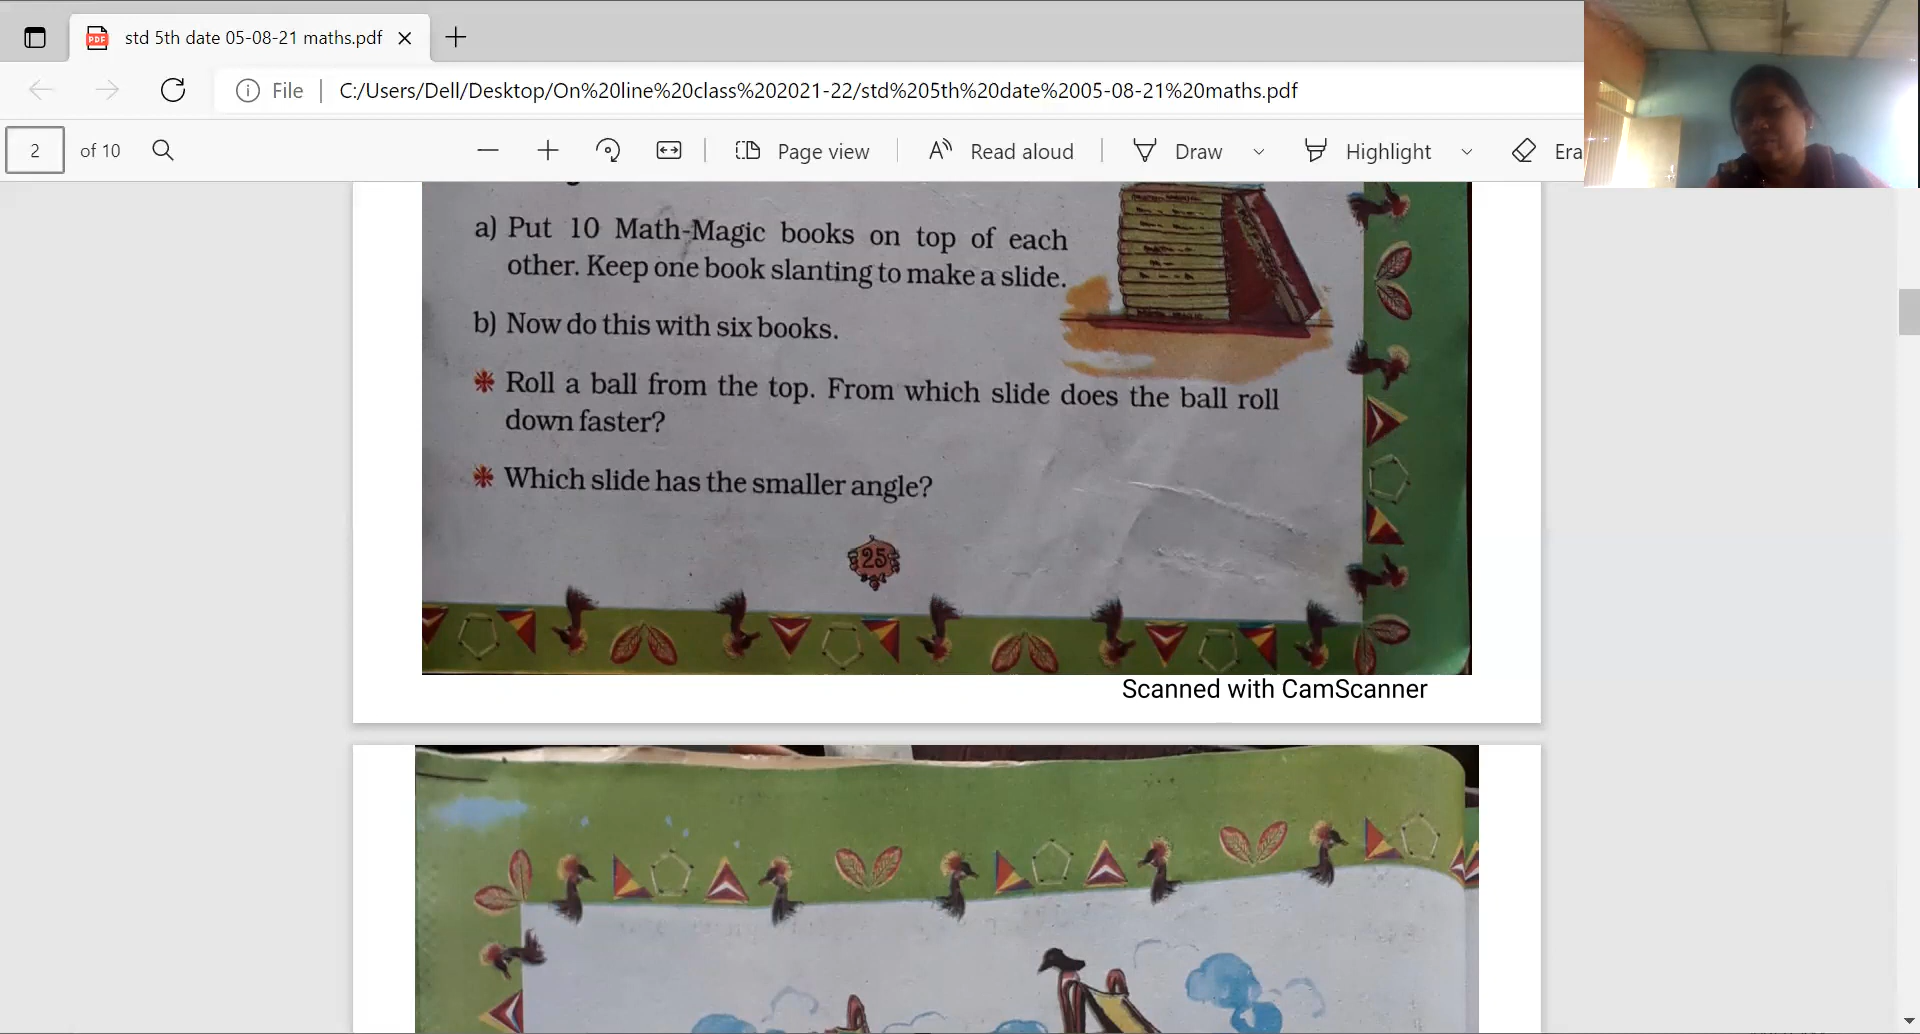 std 5th date 05-08-21 maths.pdf
File
C:/Users/Dell/Desktop/On%20line%20class%202021-22/std%205th%20date%2005-08-21%20maths.pdf
2 of 10
Page view
Read aloud
Draw
Highlight
Era
a) Put 10 Math-Magic books on top of each
other. Keep one book slanting to make a slide.
b) Now do this with six books.
Roll a ball from the top. From which slide does the ball roll
down faster?
Which slide has the smaller angle?
25
Scanned with CamScanner